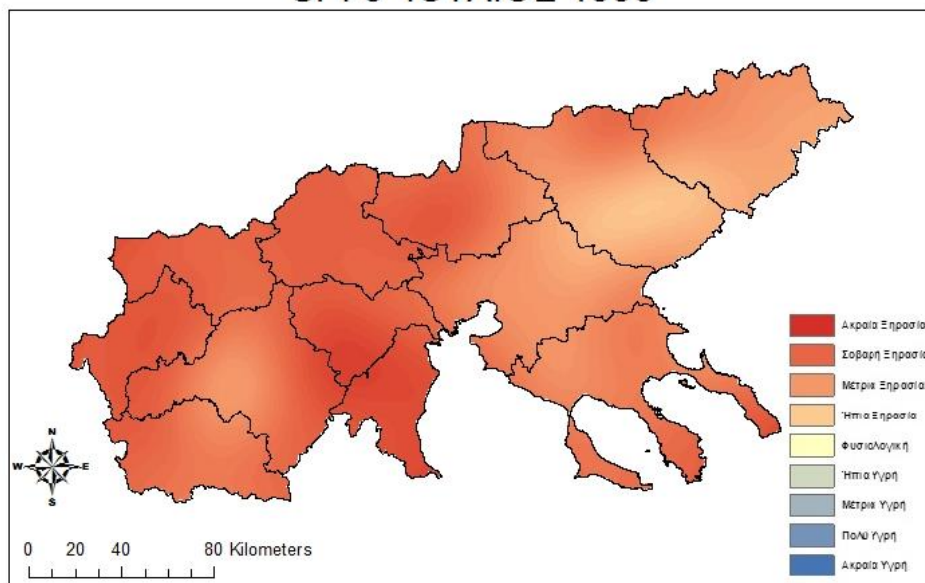 Ακραία Ξηρασία
Σοβαρή Ξηρασία
Μέτρια Ξηρασία
Ήπια Ξηρασία
Φυσιολογική
Ήπια Υγρή
Μέτρια Υγρή
Πολύ Υγρή
Ακραία Υγρή
N
W E
S
0 20 40 80 Kilometers